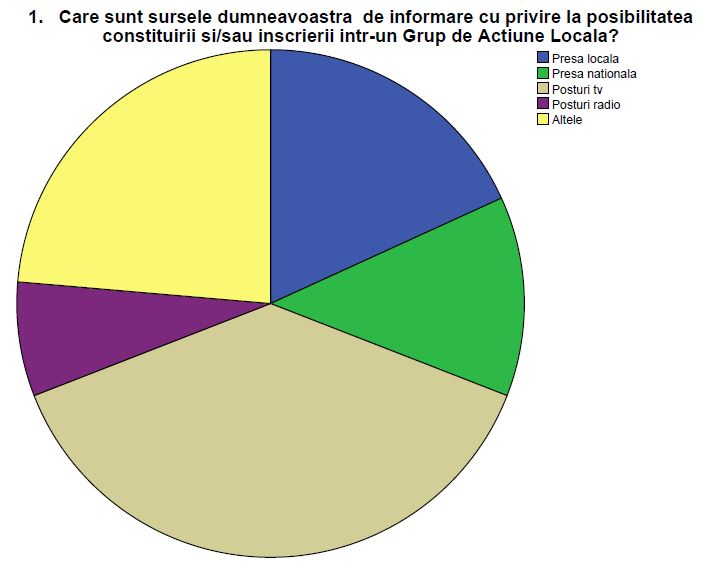 1. Care sunt sursele dumneavoastra de informare cu privire la posibilitatea
constituirii si/sau inscrierii intr-un Grup de Actiune Locala?
Presa locala
Presa nationala
Posturi tv
Posturi radio
Altele